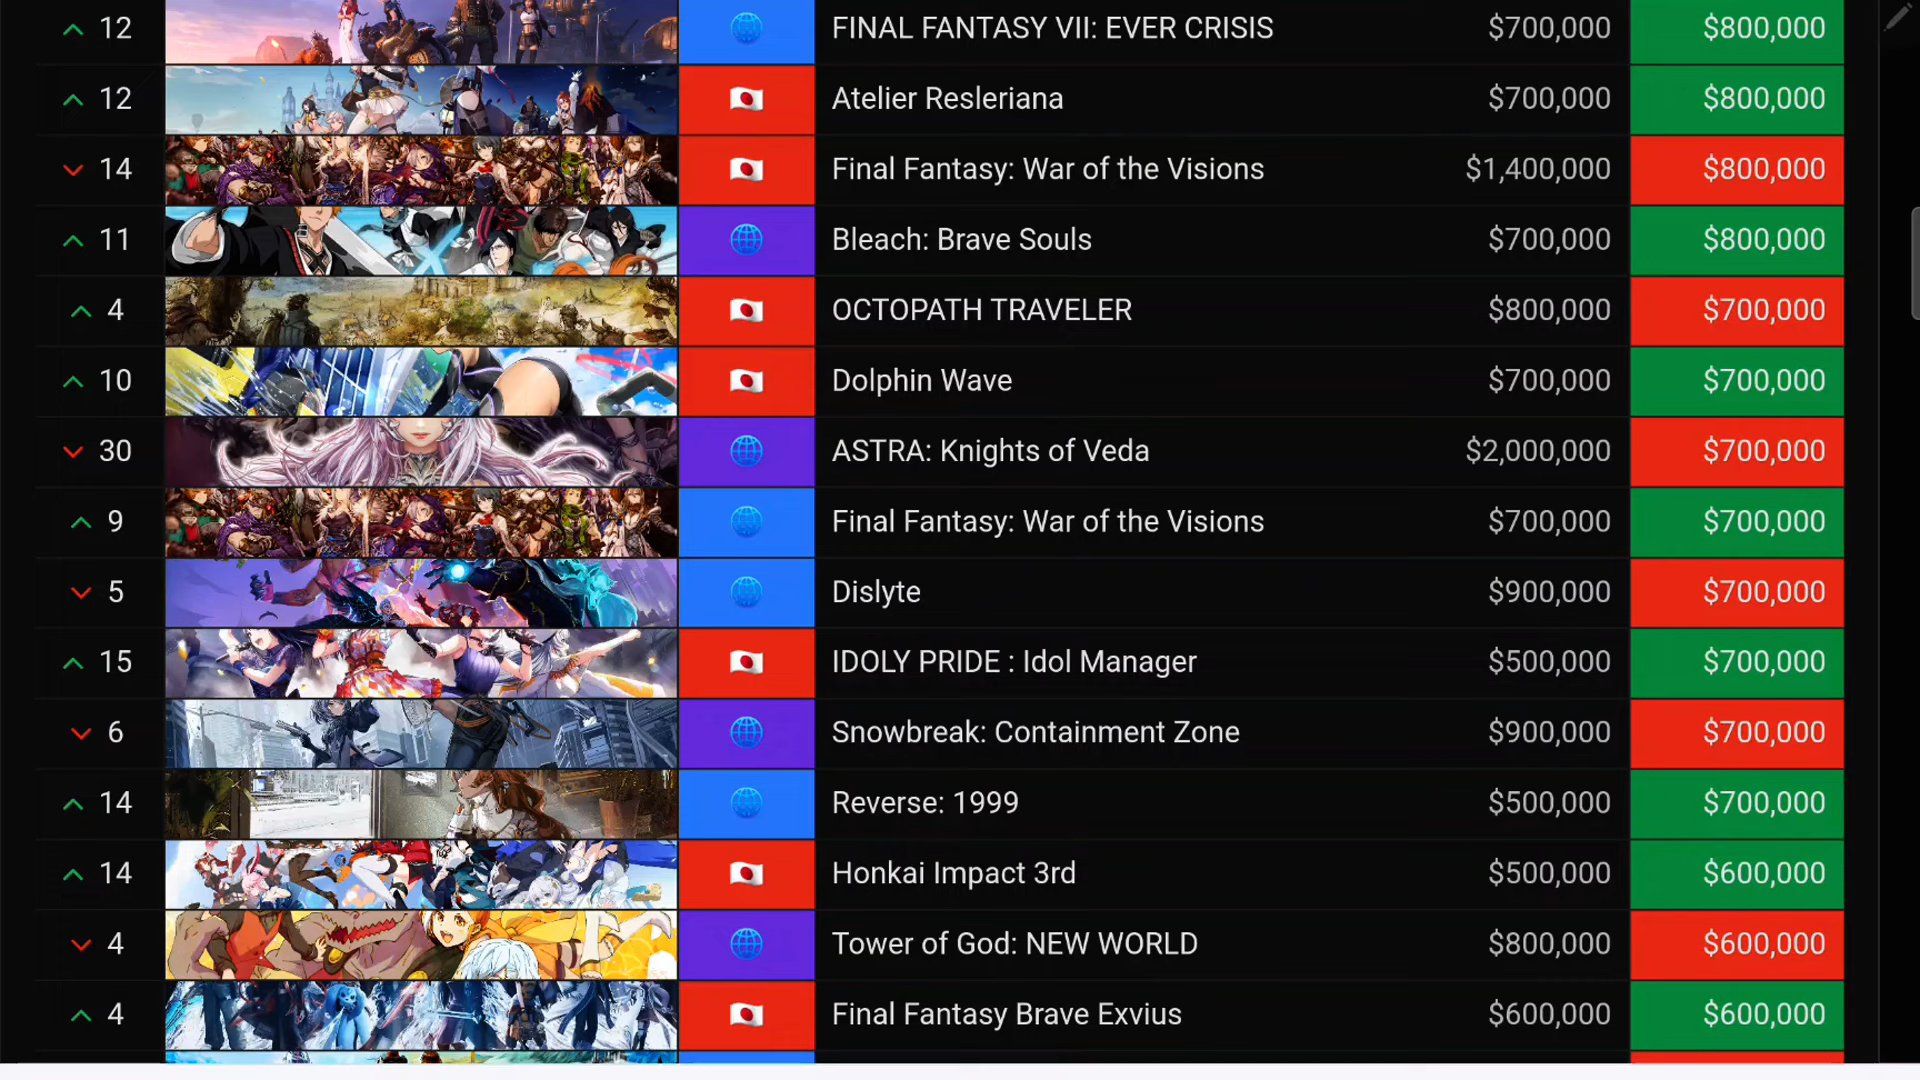 12 FINAL FANTASY VII: EVER CRISIS $700,000 $800,000
12 Atelier Resleriana $700,000 $800,000
14 Final Fantasy: War of the Visions $1,400,000 $800,000
11 Bleach: Brave Souls $700,000 $800,000
4 OCTOPATH TRAVELER $800,000 $700,000
10 Dolphin Wave $700,000 $700,000
30 ASTRA: Knights of Veda $2,000,000 $700,000
9 Final Fantasy: War of the Visions $700,000 $700,000
5 Dislyte $900,000 $700,000
15 IDOLY PRIDE : Idol Manager $500,000 $700,000
6 Snowbreak: Containment Zone $900,000 $700,000
14 Reverse: 1999 $500,000 $700,000
14 Honkai Impact 3rd $500,000 $600,000
4 Tower of God: NEW WORLD $800,000 $600,000
4 Final Fantasy Brave Exvius $600,000 $600,000